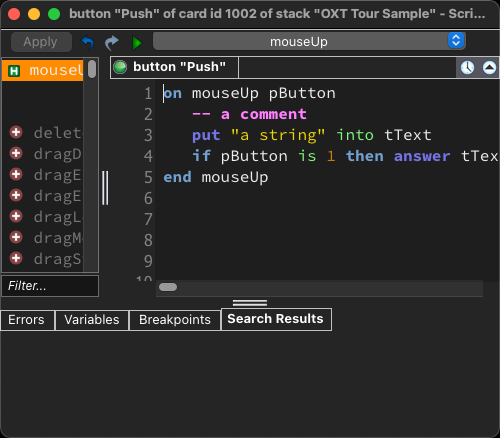 button "Push" of card id 1002 of stack "OXT Tour Sample" - Scri...
Apply
mouseUp
H mouseU
button "Push"
1 on mouseUp pButton
2 -- a comment
3 put "a string" into tText
4 if pButton is 1 then answer tTex
5 end mouseUp
6
7
8
9
10
delet
dragD
dragE
dragE
dragL
dragM
dragS
Filter...
Errors
Variables
Breakpoints
Search Results